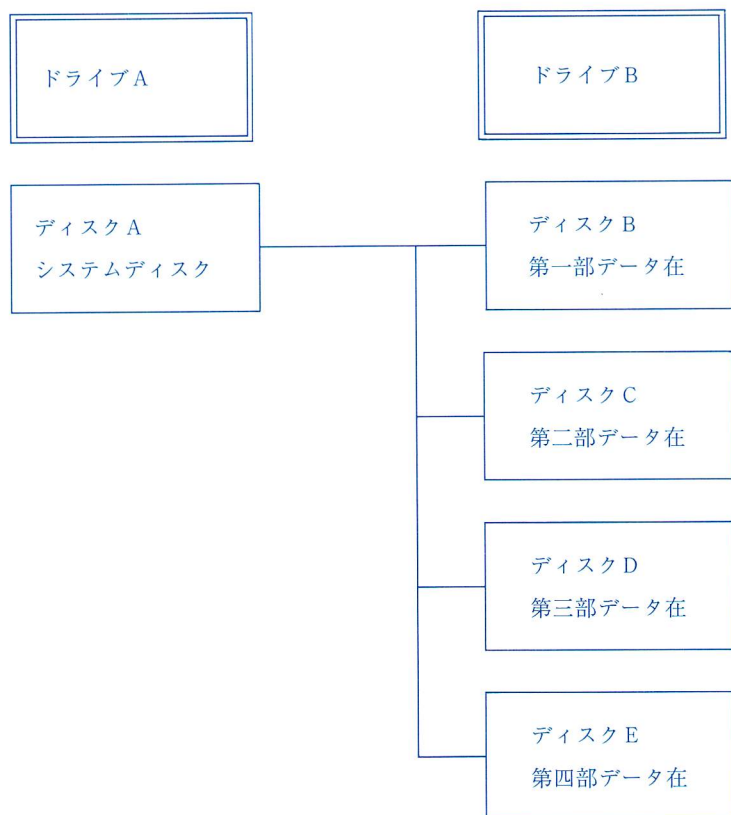 ドライブA
ドライブB
ディスクA
システムディスク
ディスクB
第一部データ在
ディスクC
第二部データ在
ディスクD
第三部データ在
ディスクE
第四部データ在